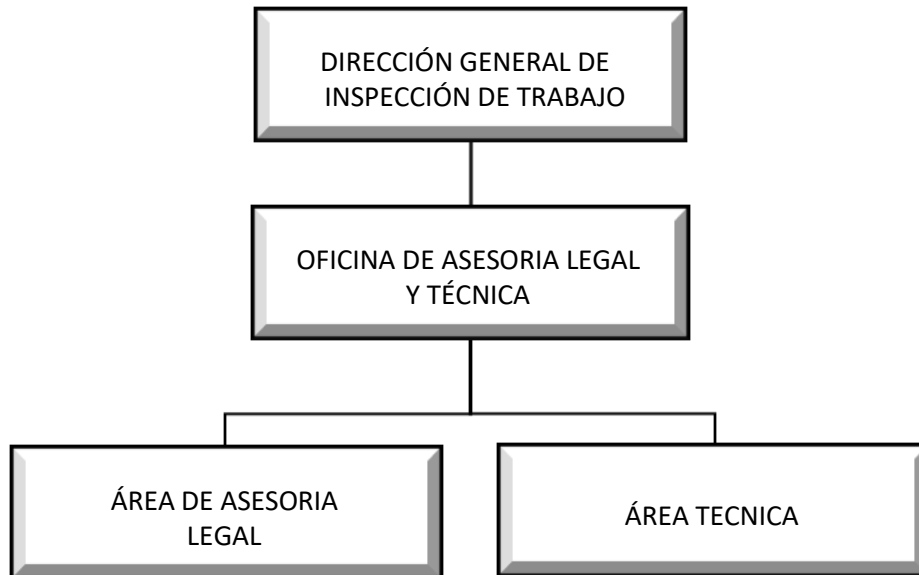 DIRECCIÓN GENERAL DE
INSPECCIÓN DE TRABAJO
OFICINA DE ASESORIA LEGAL
Y TÉCNICA
ÁREA DE ASESORIA
LEGAL
ÁREA TECNICA